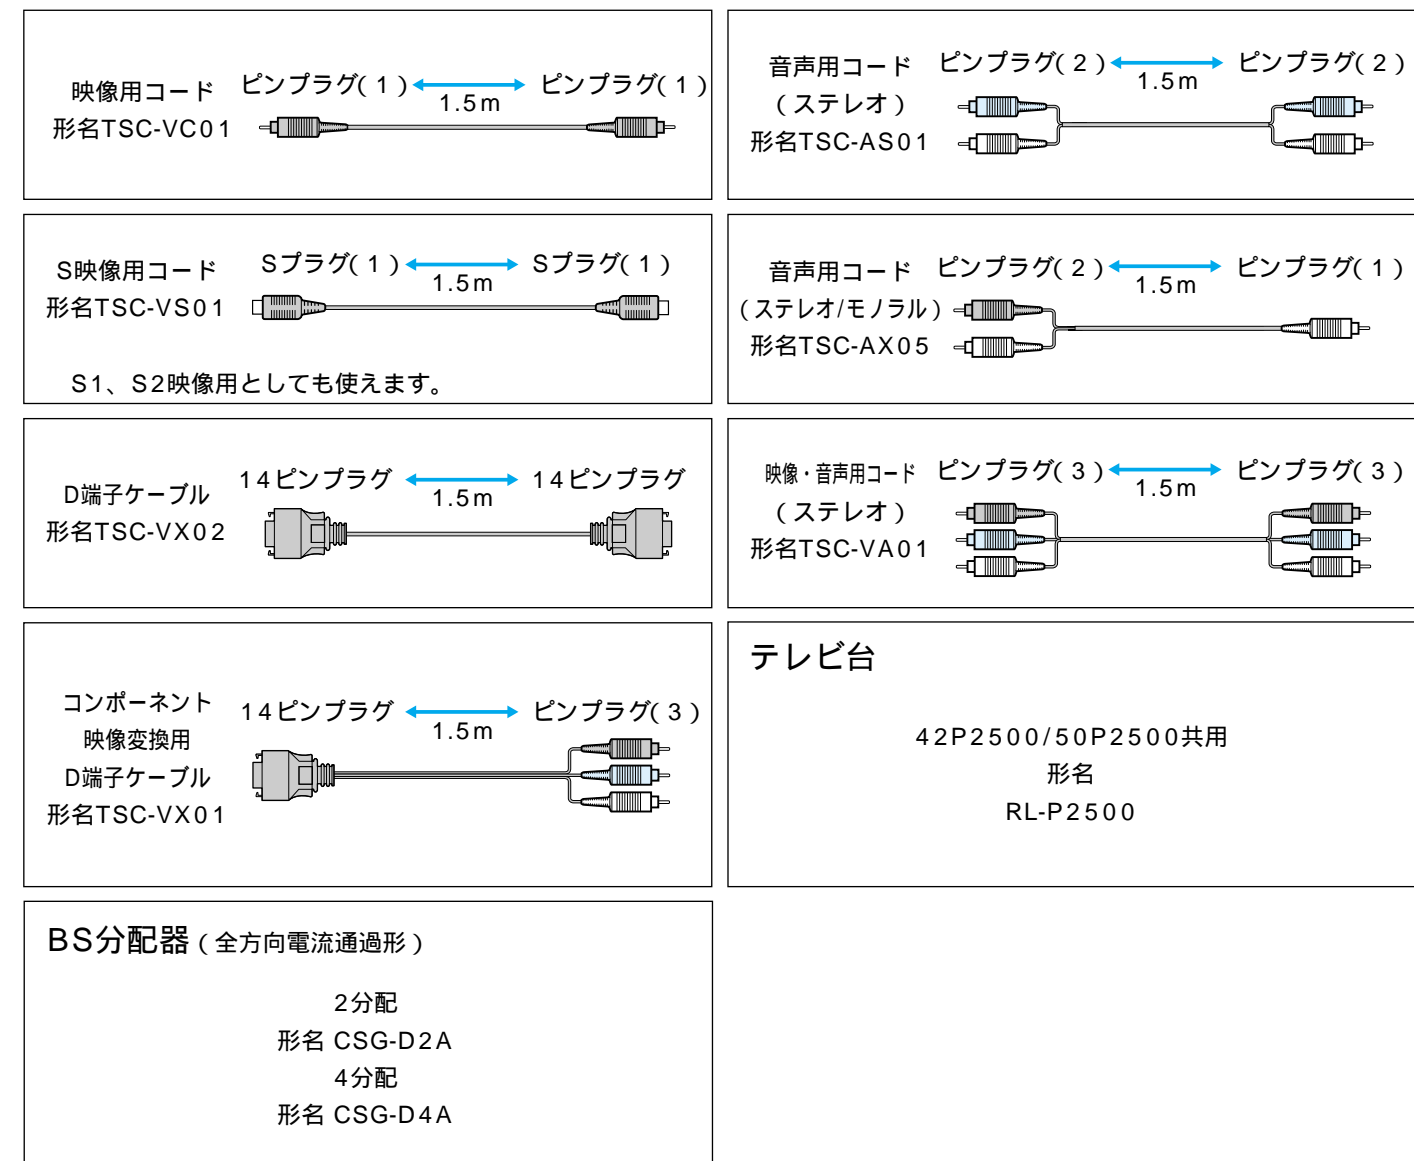 映像用コード
形名TSC-VC01
ピンプラグ(1) ピンプラグ(1)
1.5m
音声用コード
(ステレオ)
形名TSC-AS01
ピンプラグ(2) ピンプラグ(2)
1.5m
S映像用コード
形名TSC-VS01
Sプラグ(1) Sプラグ(1)
1.5m
S1、S2映像用としても使えます。
音声用コード
(ステレオ/モノラル)
形名TSC-AX05
ピンプラグ(2) ピンプラグ(1)
1.5m
D端子ケーブル
形名TSC-VX02
14ピンプラグ 14ピンプラグ
1.5m
映像・音声用コード
(ステレオ)
形名TSC-VA01
ピンプラグ(3) ピンプラグ(3)
1.5m
コンポーネント
映像変換用
D端子ケーブル
形名TSC-VX01
14ピンプラグ ピンプラグ(3)
1.5m
テレビ台
42P2500/50P2500共用
形名
RL-P2500
BS分配器(全方向電流通過形)
2分配
形名 CSG-D2A
4分配
形名 CSG-D4A